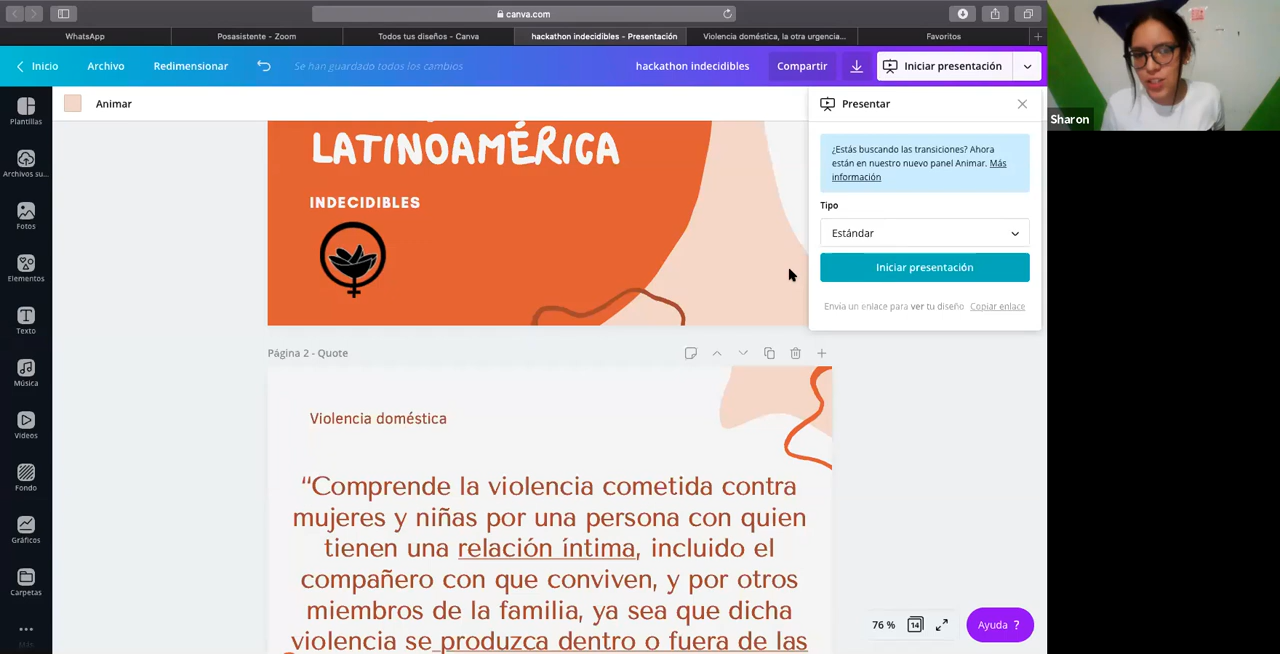 canva.com
WhatsApp
Posasistente - Zoom
Todos tus diseños - Canva
hackathon indecidibles - Presentación
Violencia doméstica, la otra urgencia...
Favoritos
Inicio
Archivo
Redimensionar
Se han guardado todos los cambios
hackathon indecidibles
Compartir
Iniciar presentación
Sharon
Plantillas
Archivos su...
Fotos
Elementos
Texto
Música
Videos
Fondo
Gráficos
Carpetas
Más
Animar
LATINOAMÉRICA
INDECIDIBLES
Presentar
¿Estás buscando las transiciones? Ahora
están en nuestro nuevo panel Animar. Más
información
Tipo
Estándar
Iniciar presentación
Envía un enlace para ver tu diseño Copiar enlace
Página 2 - Quote
Violencia doméstica
“Comprende la violencia cometida contra
mujeres y niñas por una persona con quien
tienen una relación íntima, incluido el
compañero con que conviven, y por otros
miembros de la familia, ya sea que dicha
violencia se produzca dentro o fuera de las
76 %
14
Ayuda ?